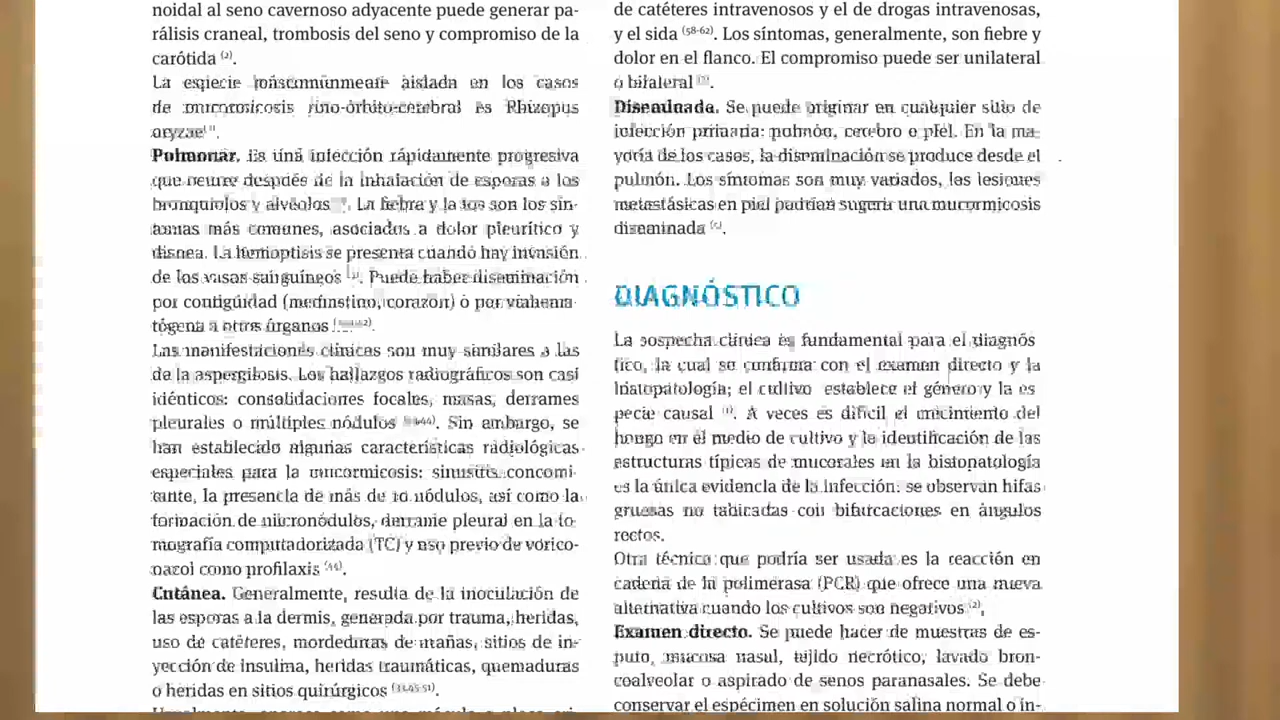 noidal al seno cavernoso adyacente puede generar pa-
rálisis craneal, trombosis del seno y compromiso de la
carótida (2).
La especie aislada en los casos
de mucormicosis rino-órbito-cerebral es Rhizopus
oryzae
Pulmonar. Es una infección rápidamente progresiva
que ocurre después de la inhalación de esporas a los
bronquiolos y alvéolos. La fiebre y la tos son los sín-
tomas más comunes, asociados a dolor pleurítico y
disnea. La hemoptisis se presenta cuando hay invasión
de los vasos sanguíneos. Puede haber diseminación
por contigüidad (mediastino, corazón) o por vía hema-
tógena a otros órganos
Las manifestaciones clínicas son muy similares a las
de la aspergilosis. Los hallazgos radiográficos son casi
idénticos: consolidaciones focales, masas, derrames
pleurales o múltiples nódulos. Sin embargo, se
han establecido algunas características radiológicas
especiales para la mucormicosis: sinusitis concomi-
tante, la presencia de más de 10 nódulos, así como la
formación de micronódulos, derrame pleural en la to
mografía computadorizada (TC) y uso previo de vorico-
nazol como profilaxis (44).
Cutánea. Generalmente, resulta de la inoculación de
las esporas a la dermis, generada por trauma, heridas,
uso de catéteres, mordeduras de arañas, sitios de in-
yección de insulina, heridas traumáticas, quemaduras
o heridas en sitios quirúrgicos
de catéteres intravenosos y el de drogas intravenosas,
y el sida (58-62). Los síntomas, generalmente, son fiebre y
dolor en el flanco. El compromiso puede ser unilateral
o bilateral
Diseminada. Se puede originar en cualquier sitio de
infección primaria: pulmón, cerebro o piel. En la ma
yoría de los casos, la diseminación se produce desde el
pulmón. Los síntomas son muy variados, las lesiones
metastásicas en piel podrían sugerir una mucormicosis
diseminada
DIAGNÓSTICO
La sospecha clínica es fundamental para el diagnós
tico, la cual se confirma con el examen directo y la
histopatología; el cultivo establece el género y la es
pecie causal (1). A veces es difícil el crecimiento del
hongo en el medio de cultivo y la identificación de las
estructuras típicas de mucorales en la histopatología
es la única evidencia de la infección: se observan hifas
gruesas no tabicadas con bifurcaciones en ángulos
rectos.
Otra técnica que podría ser usada es la reacción en
cadena de la polimerasa (PCR) que ofrece una nueva
alternativa cuando los cultivos son negativos (2).
Examen directo. Se puede hacer de muestras de es-
puto, mucosa nasal, tejido necrótico, lavado bron-
coalveolar o aspirado de senos paranasales. Se debe
conservar el espécimen en solución salina normal o in-